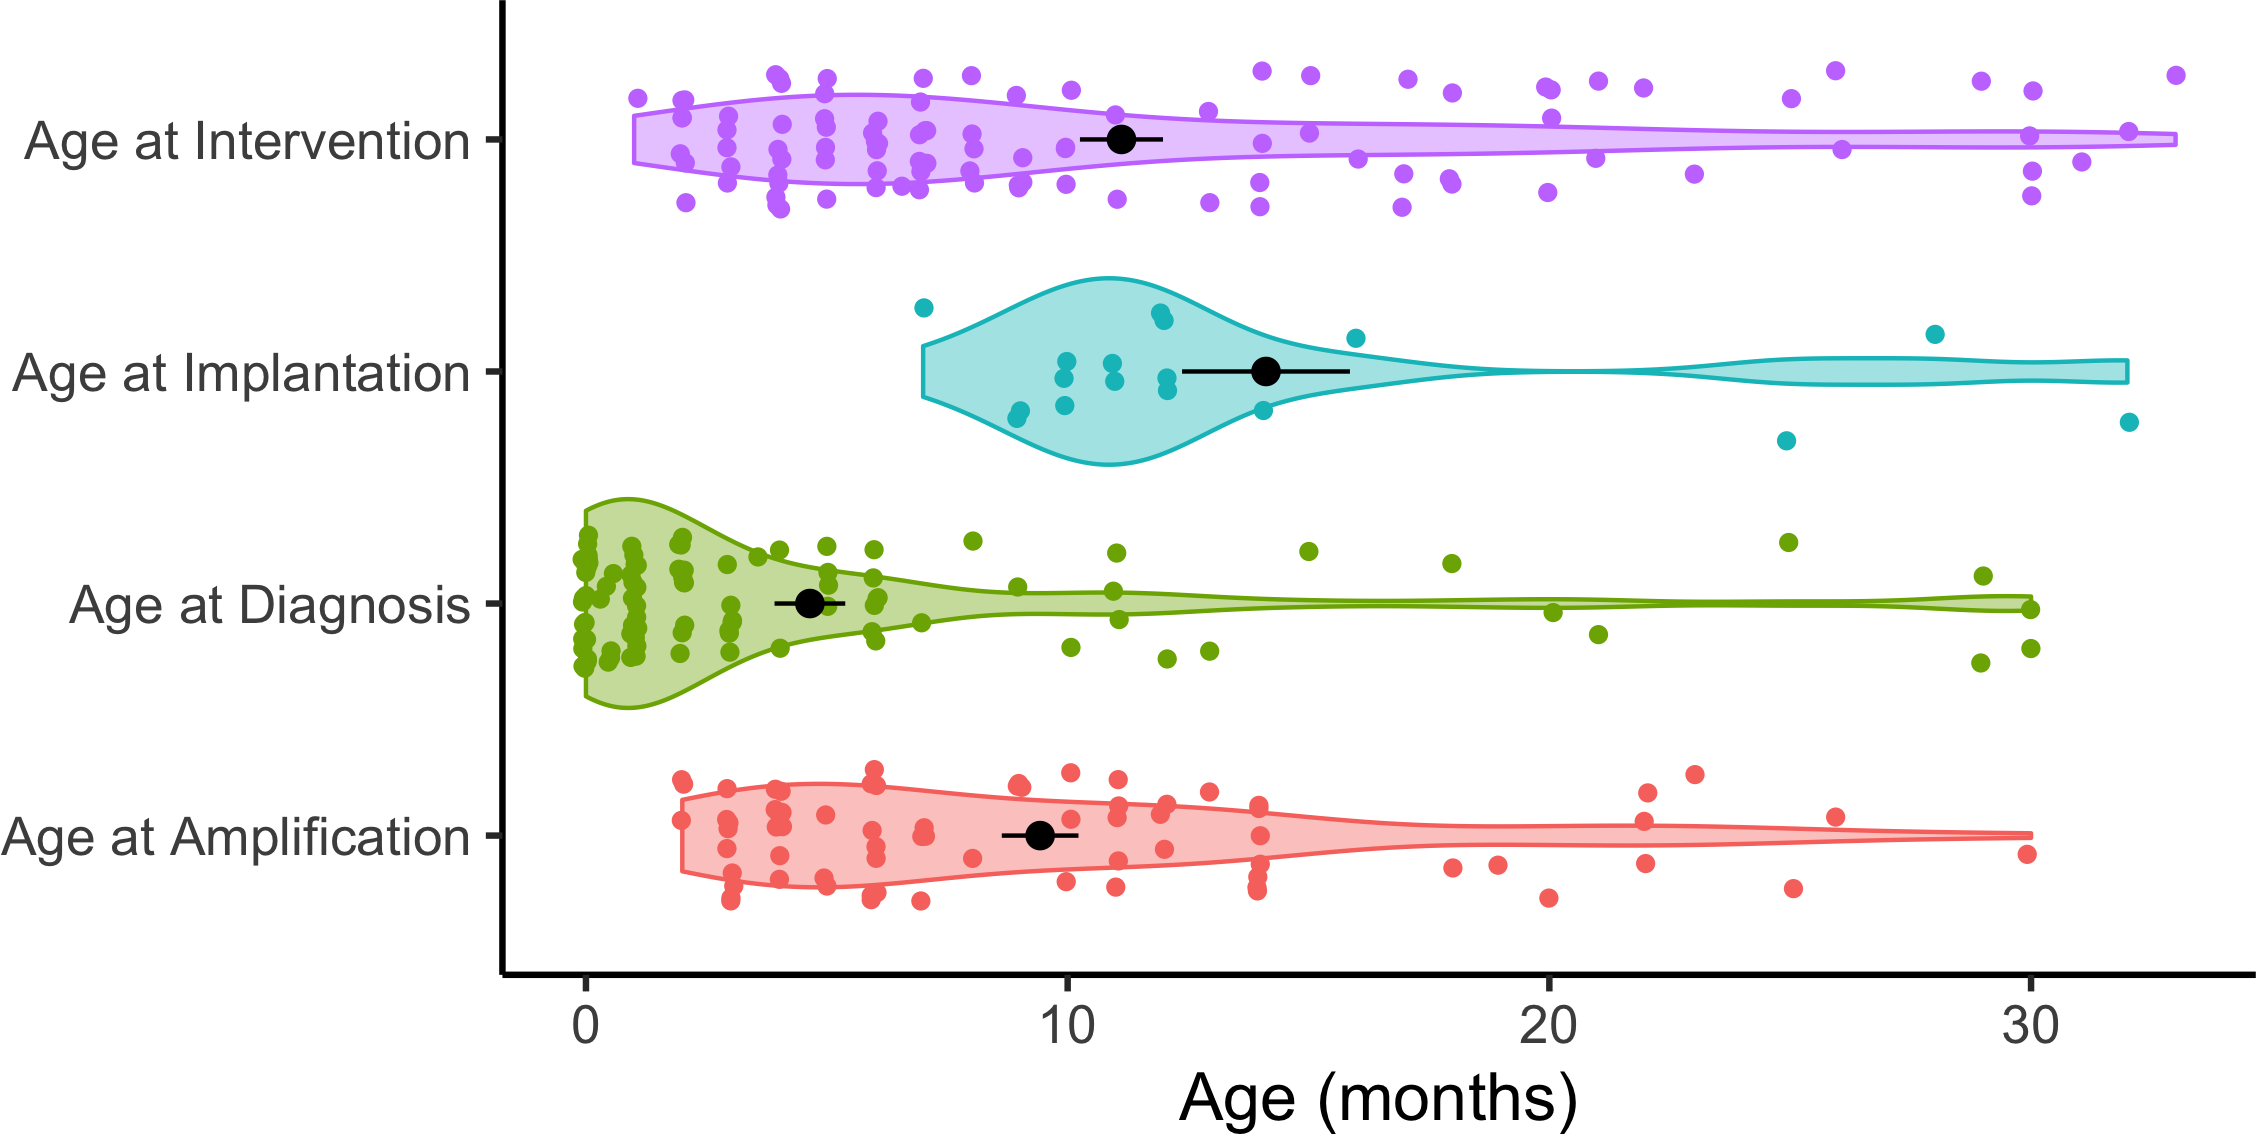 Age at Intervention
Age at Implantation
Age at Diagnosis
Age at Amplification
0 10 20 30
Age (months)